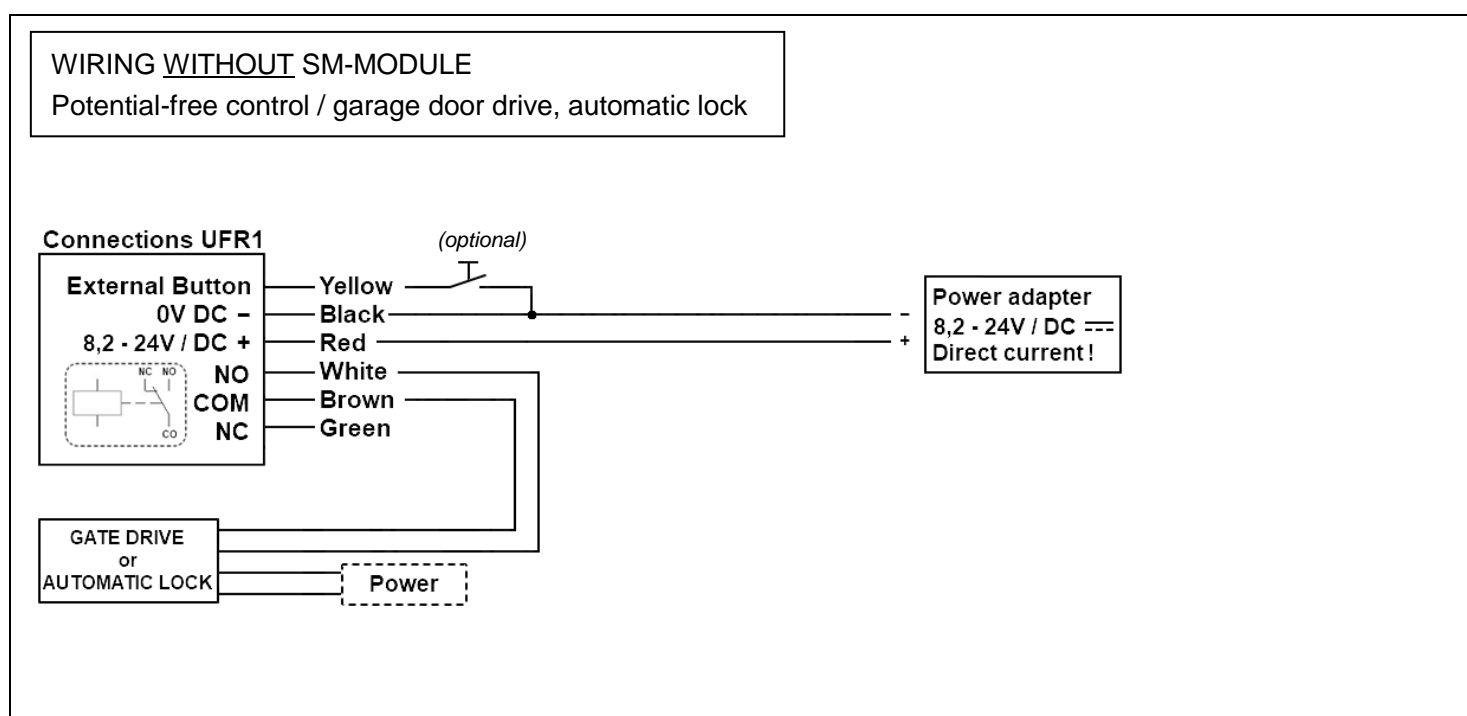 WIRING WITHOUT SM-MODULE
Potential-free control / garage door drive, automatic lock
Connections UFR1
(optional)
External Button
Yellow
0V DC –
Black
8,2 - 24V / DC +
Red
NO
White
COM
Brown
NC
Green
NC NO
CO
–
+
Power adapter
8,2 - 24V / DC
Direct current !
GATE DRIVE
or
AUTOMATIC LOCK
Power